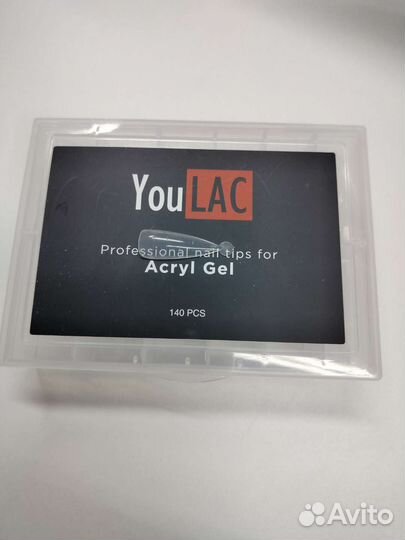 YouLAC
Professional nail tips for
Acryl Gel
140 PCS
Avito